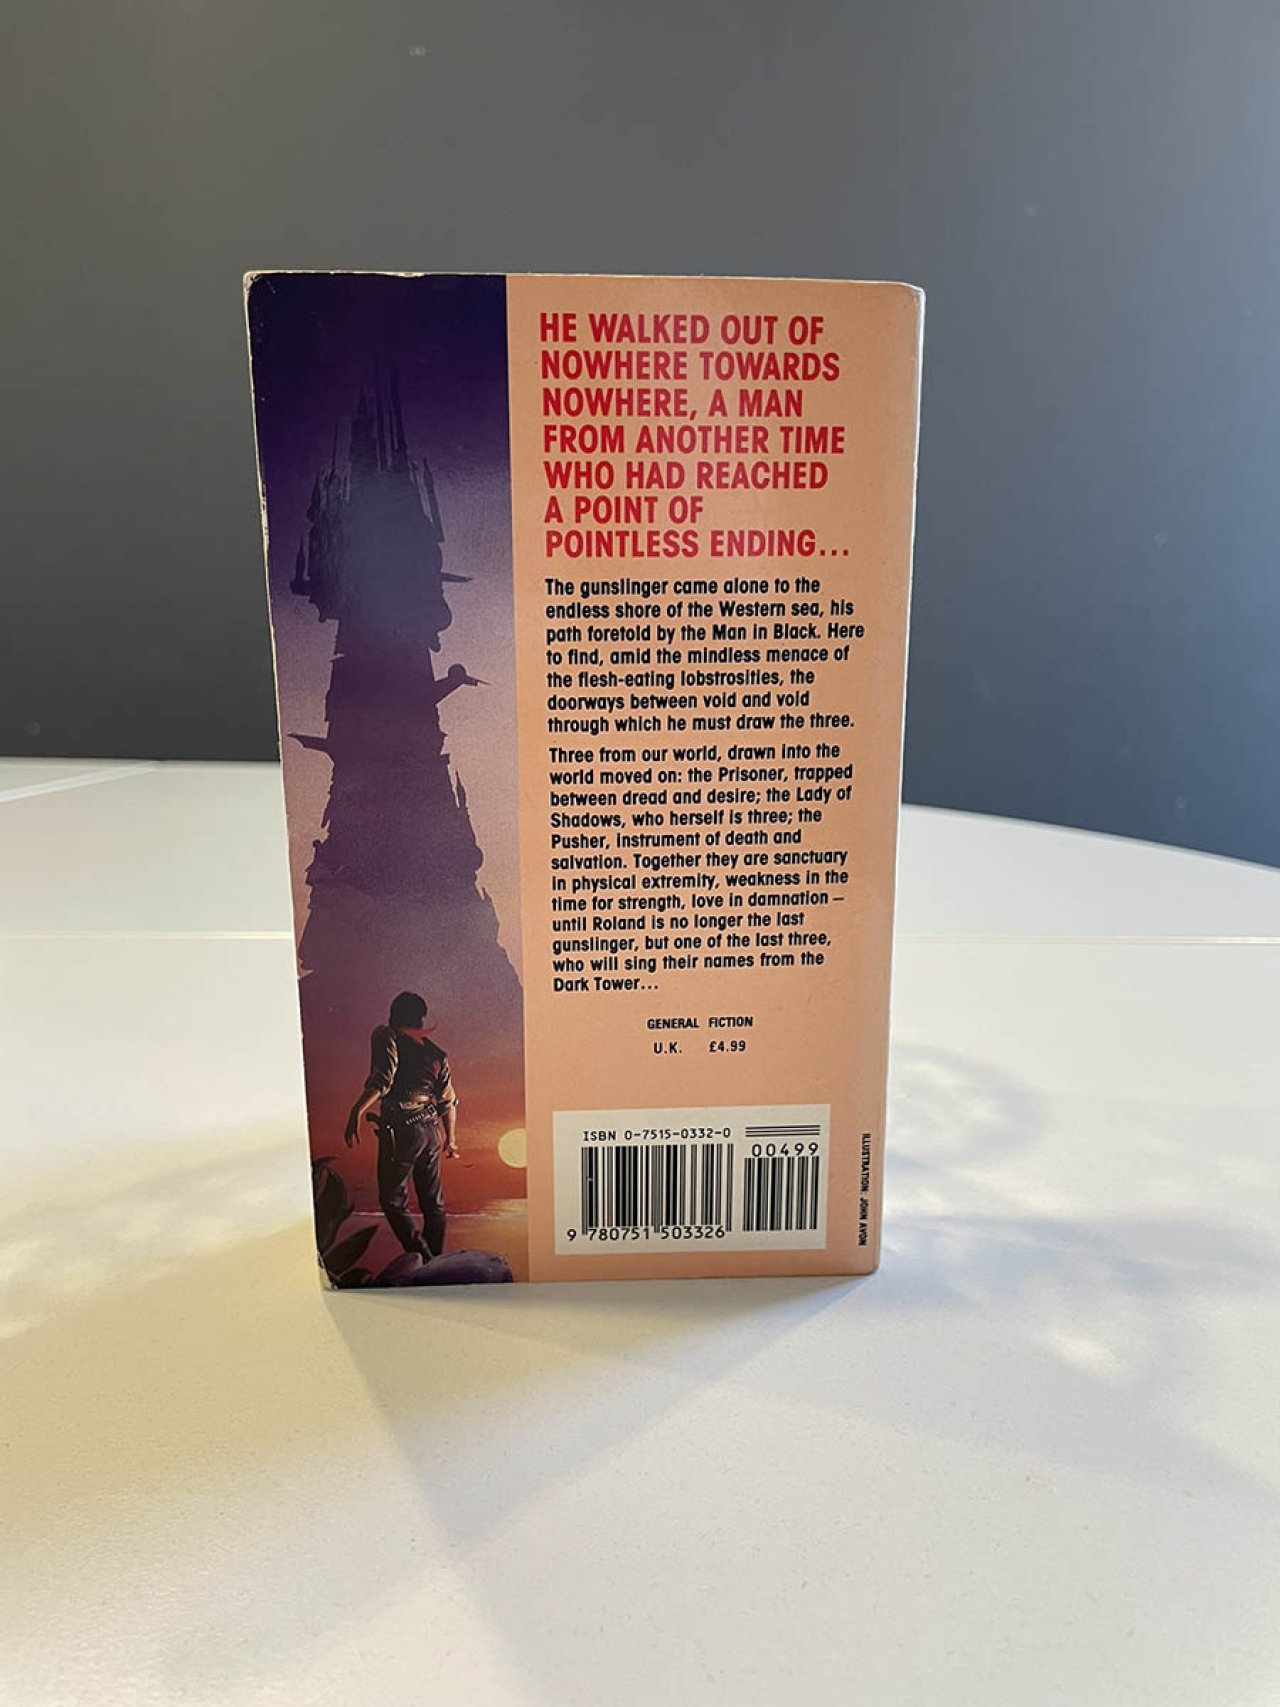 HE WALKED OUT OF
NOWHERE TOWARDS
NOWHERE, A MAN
FROM ANOTHER TIME
WHO HAD REACHED
A POINT OF
POINTLESS ENDING...
The gunslinger came alone to the
endless shore of the Western sea, his
path foretold by the Man in Black. Here
to find, amid the mindless menace of
the flesh-eating lobstrosities, the
doorways between void and void
through which he must draw the three.
Three from our world, drawn into the
world moved on: the Prisoner, trapped
between dread and desire; the Lady of
Shadows, who herself is three; the
Pusher, instrument of death and
salvation. Together they are sanctuary
in physical extremity, weakness in the
time for strength, love in damnation –
until Roland is no longer the last
gunslinger, but one of the last three,
who will sing their names from the
Dark Tower...
GENERAL FICTION
U.K. £4.99
ISBN 0-7515-0332-0
00499
9 780751 503326
ILLUSTRATION: JOHN AVON